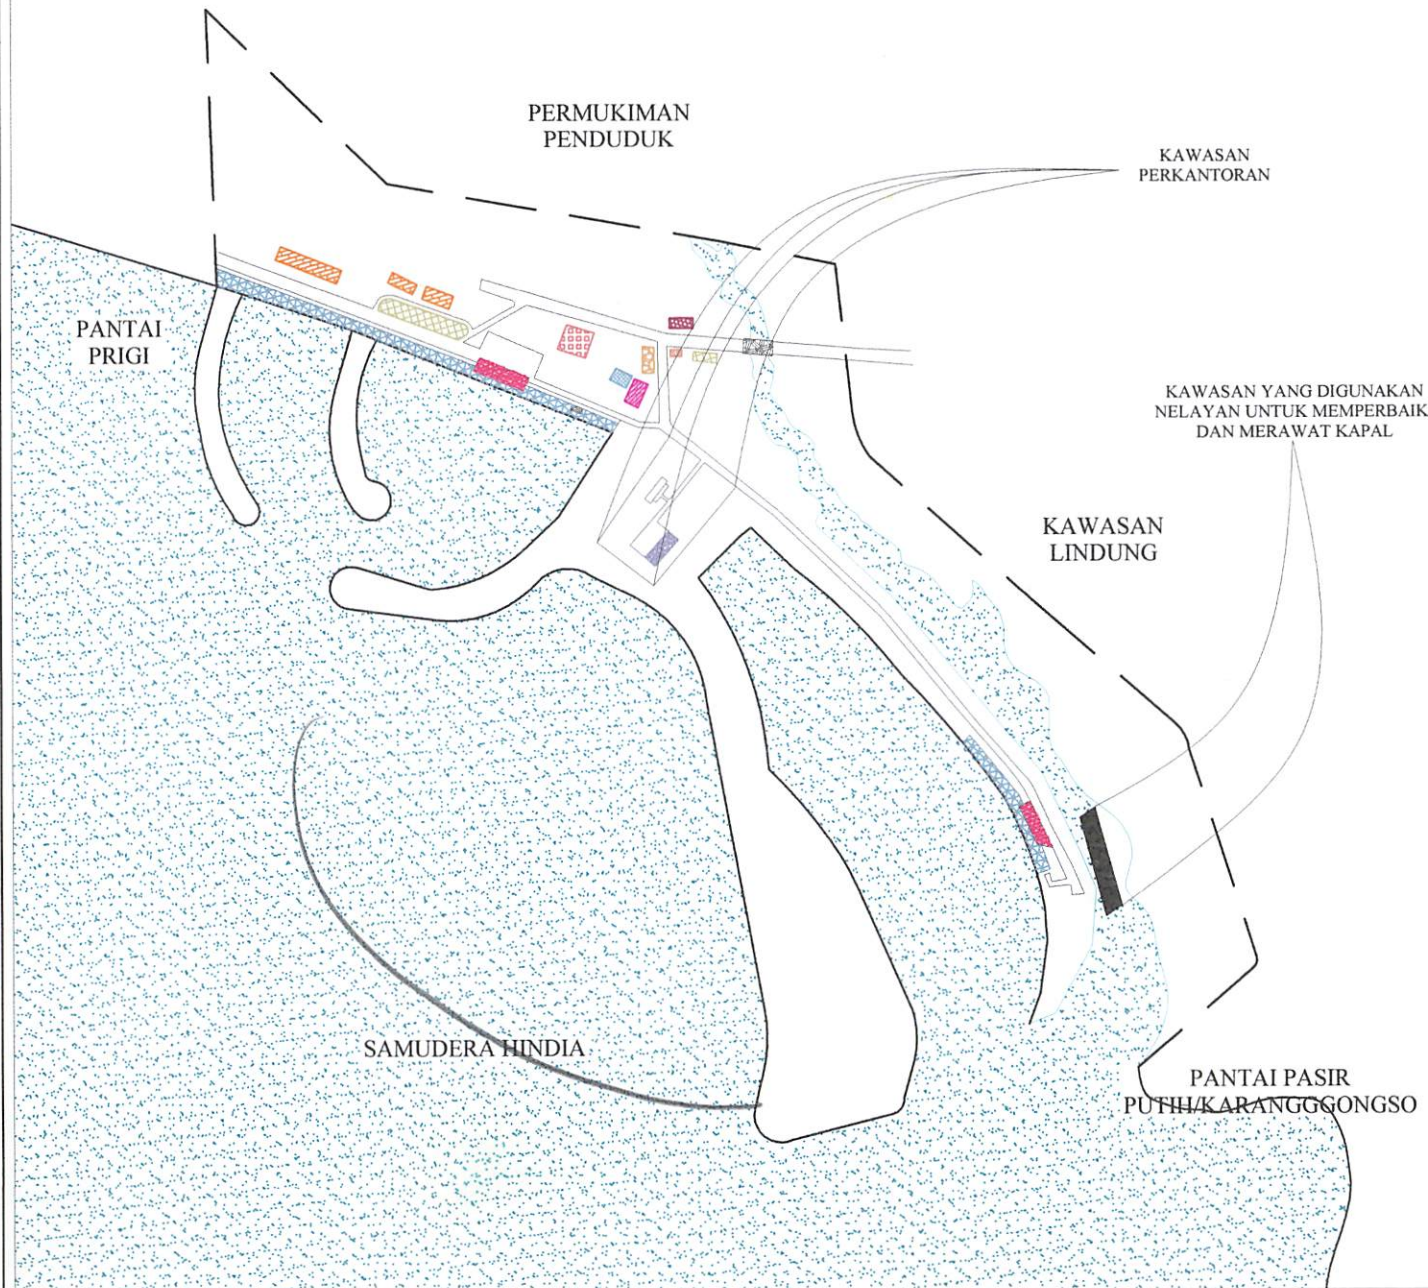 PERMUKIMAN
PENDUDUK
KAWASAN
PERKANTORAN
PANTAI
PRIGI
KAWASAN YANG DIGUNAKAN
NELAYAN UNTUK MEMPERBAIK
DAN MERAWAT KAPAL
KAWASAN
LINDUNG
SAMUDERA HINDIA
PANTAI PASIR
PUTIH/KARANGGGONGSO